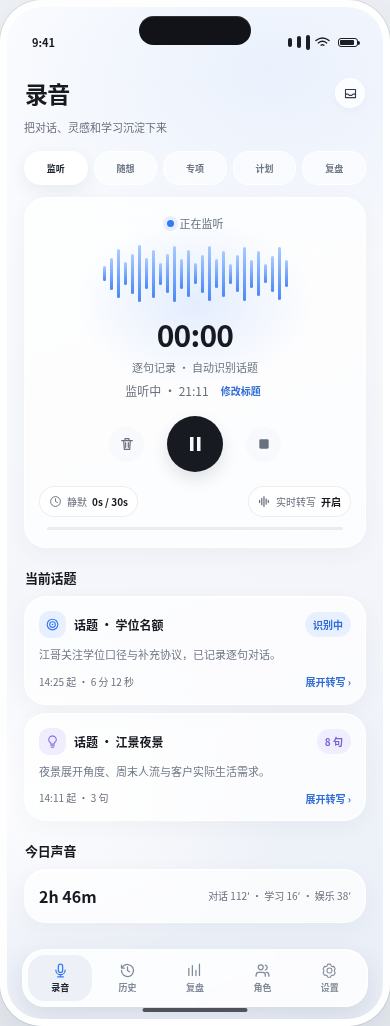 9:41
录音
把对话、灵感和学习沉淀下来
监听 随想 专项 计划 复盘
正在监听
00:00
逐句记录 · 自动识别话题
监听中 · 21:11 修改标题
静默 0s / 30s 实时转写 开启
当前话题
话题 · 学位名额 识别中
江哥关注学位口径与补充协议，已记录逐句对话。
14:25 起 · 6 分 12 秒 展开转写 ›
话题 · 江景夜景 8 句
夜景展开角度、周末人流与客户实际生活需求。
14:11 起 · 3 句 展开转写 ›
今日声音
2h 46m 对话 112′ · 学习 16′ · 娱乐 38′
录音 历史 复盘 角色 设置